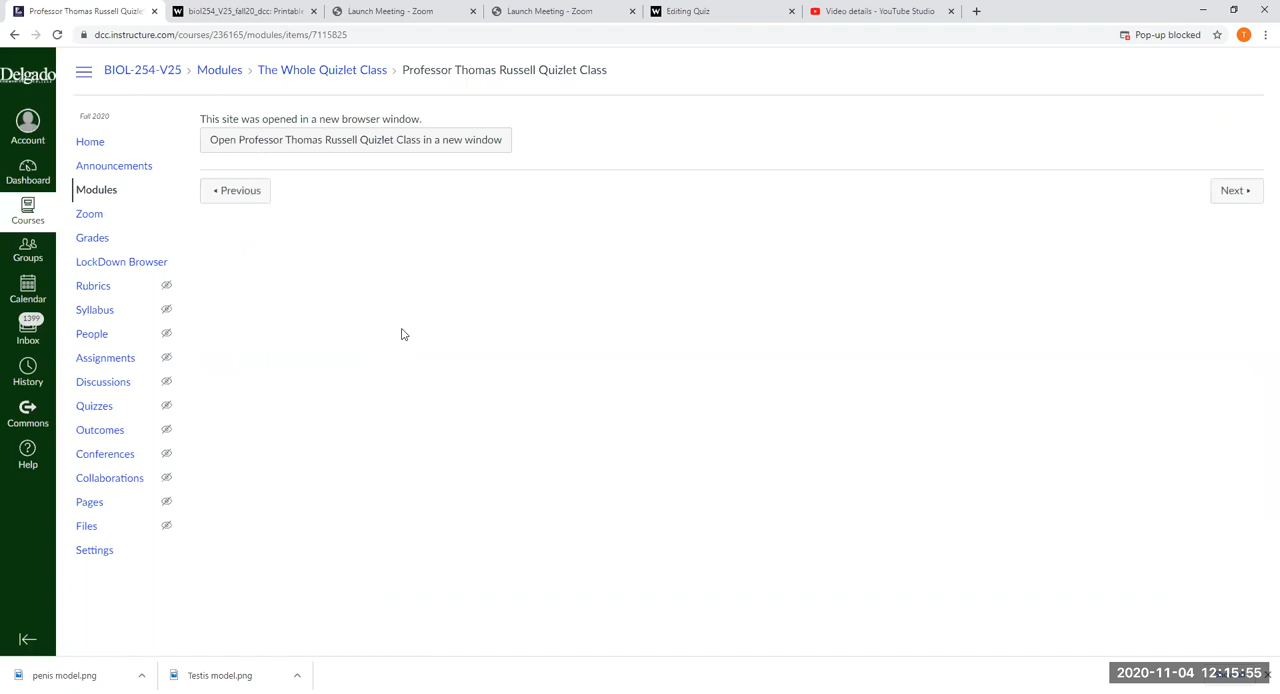 Professor Thomas Russell Quizle
biol254_V25_fall20_dcc: Printable
Launch Meeting - Zoom
Launch Meeting - Zoom
Editing Quiz
Video details - YouTube Studio
dcc.instructure.com/courses/236165/modules/items/7115825
Pop-up blocked
T
Delgado
BIOL-254-V25 › Modules › The Whole Quizlet Class › Professor Thomas Russell Quizlet Class
Account
Dashboard
Courses
Groups
Calendar
1399
Inbox
History
Commons
Help
Fall 2020
Home
Announcements
Modules
Zoom
Grades
LockDown Browser
Rubrics
Syllabus
People
Assignments
Discussions
Quizzes
Outcomes
Conferences
Collaborations
Pages
Files
Settings
This site was opened in a new browser window.
Open Professor Thomas Russell Quizlet Class in a new window
Previous
Next
penis model.png
Testis model.png
2020-11-04 12:15:55